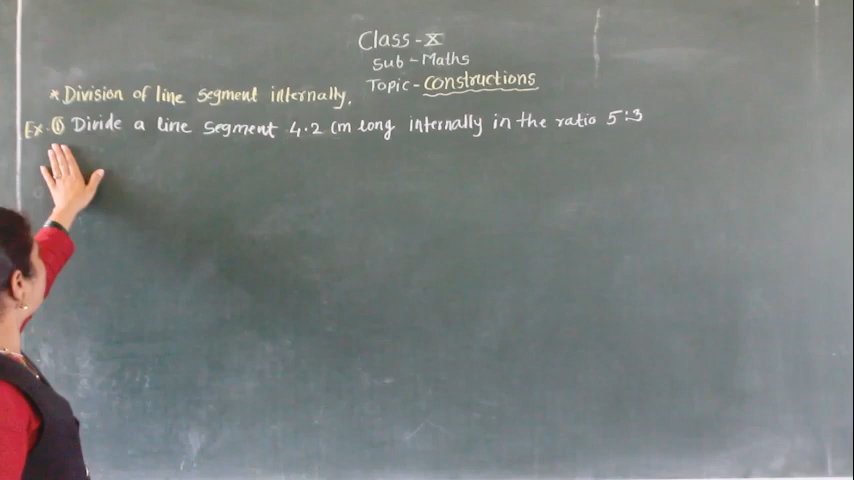 Class - X
Sub - Maths
Topic - Constructions
* Division of line segment internally.
Ex. ① Divide a line segment 4.2 cm long internally in the ratio 5:3